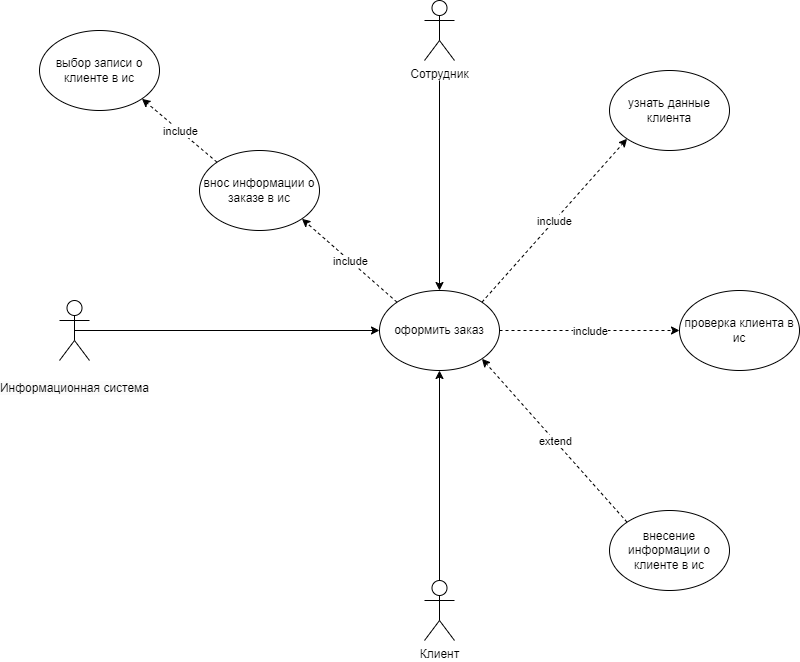 Сотрудник
выбор записи о
клиенте в ис
узнать данные
клиента
include
внос информации о
заказе в ис
include
include
оформить заказ
include
проверка клиента в
ис
Информационная система
extend
внесение
информации о
клиенте в ис
Клиент